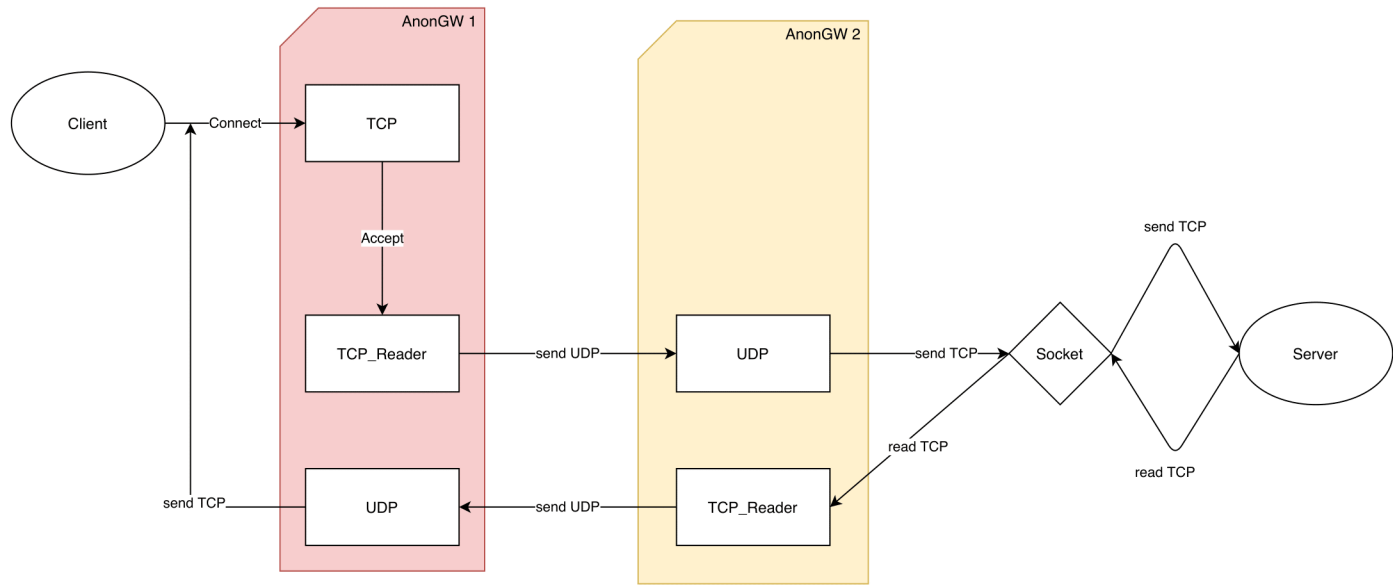 AnonGW 1
AnonGW 2
Client
Connect
TCP
Accept
send TCP
TCP_Reader
send UDP
UDP
send TCP
Socket
Server
read TCP
read TCP
send TCP
UDP
send UDP
TCP_Reader